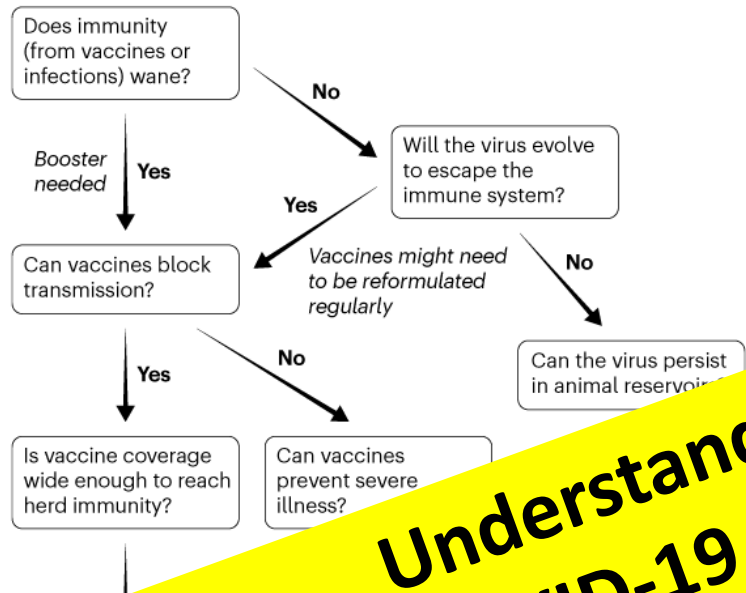 Does immunity
(from vaccines or
infections) wane?
No
Booster
needed
Yes
Will the virus evolve
to escape the
immune system?
Yes
Vaccines might need
to be reformulated
regularly
No
Can vaccines block
transmission?
Yes
No
Can the virus persist
in animal
Is vaccine coverage
wide enough to reach
herd immunity?
Can vaccines
prevent severe
illness?